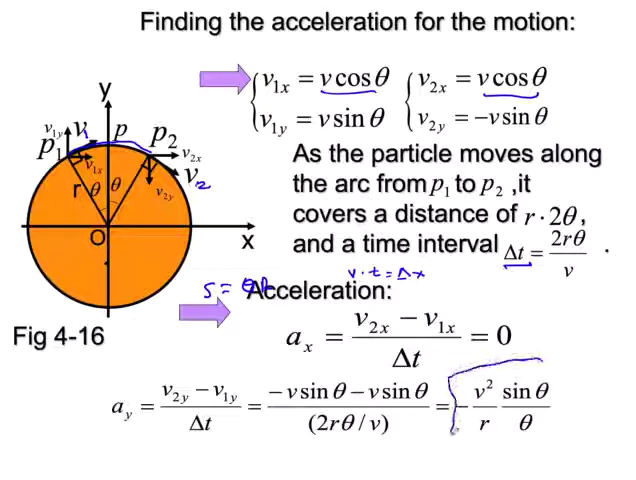 Finding the acceleration for the motion:
v₁ₓ = v cos θ
v₁y = v sin θ
v₂ₓ = v cos θ
v₂y = −v sin θ
y
v₁y
v₁
p
p₁
p₂
v₁ₓ
v₂ₓ
r
θ
θ
v₂y
v₂
O
x
As the particle moves along
the arc from p₁ to p₂ ,it
covers a distance of r · 2θ,
and a time interval Δt = 2rθ / v .
v · t = Δx
s = θR
Acceleration:
Fig 4-16
aₓ = (v₂ₓ − v₁ₓ) / Δt = 0
a_y = (v₂y − v₁y) / Δt = (−v sin θ − v sin θ) / (2rθ / v) = − (v² / r) (sin θ / θ)